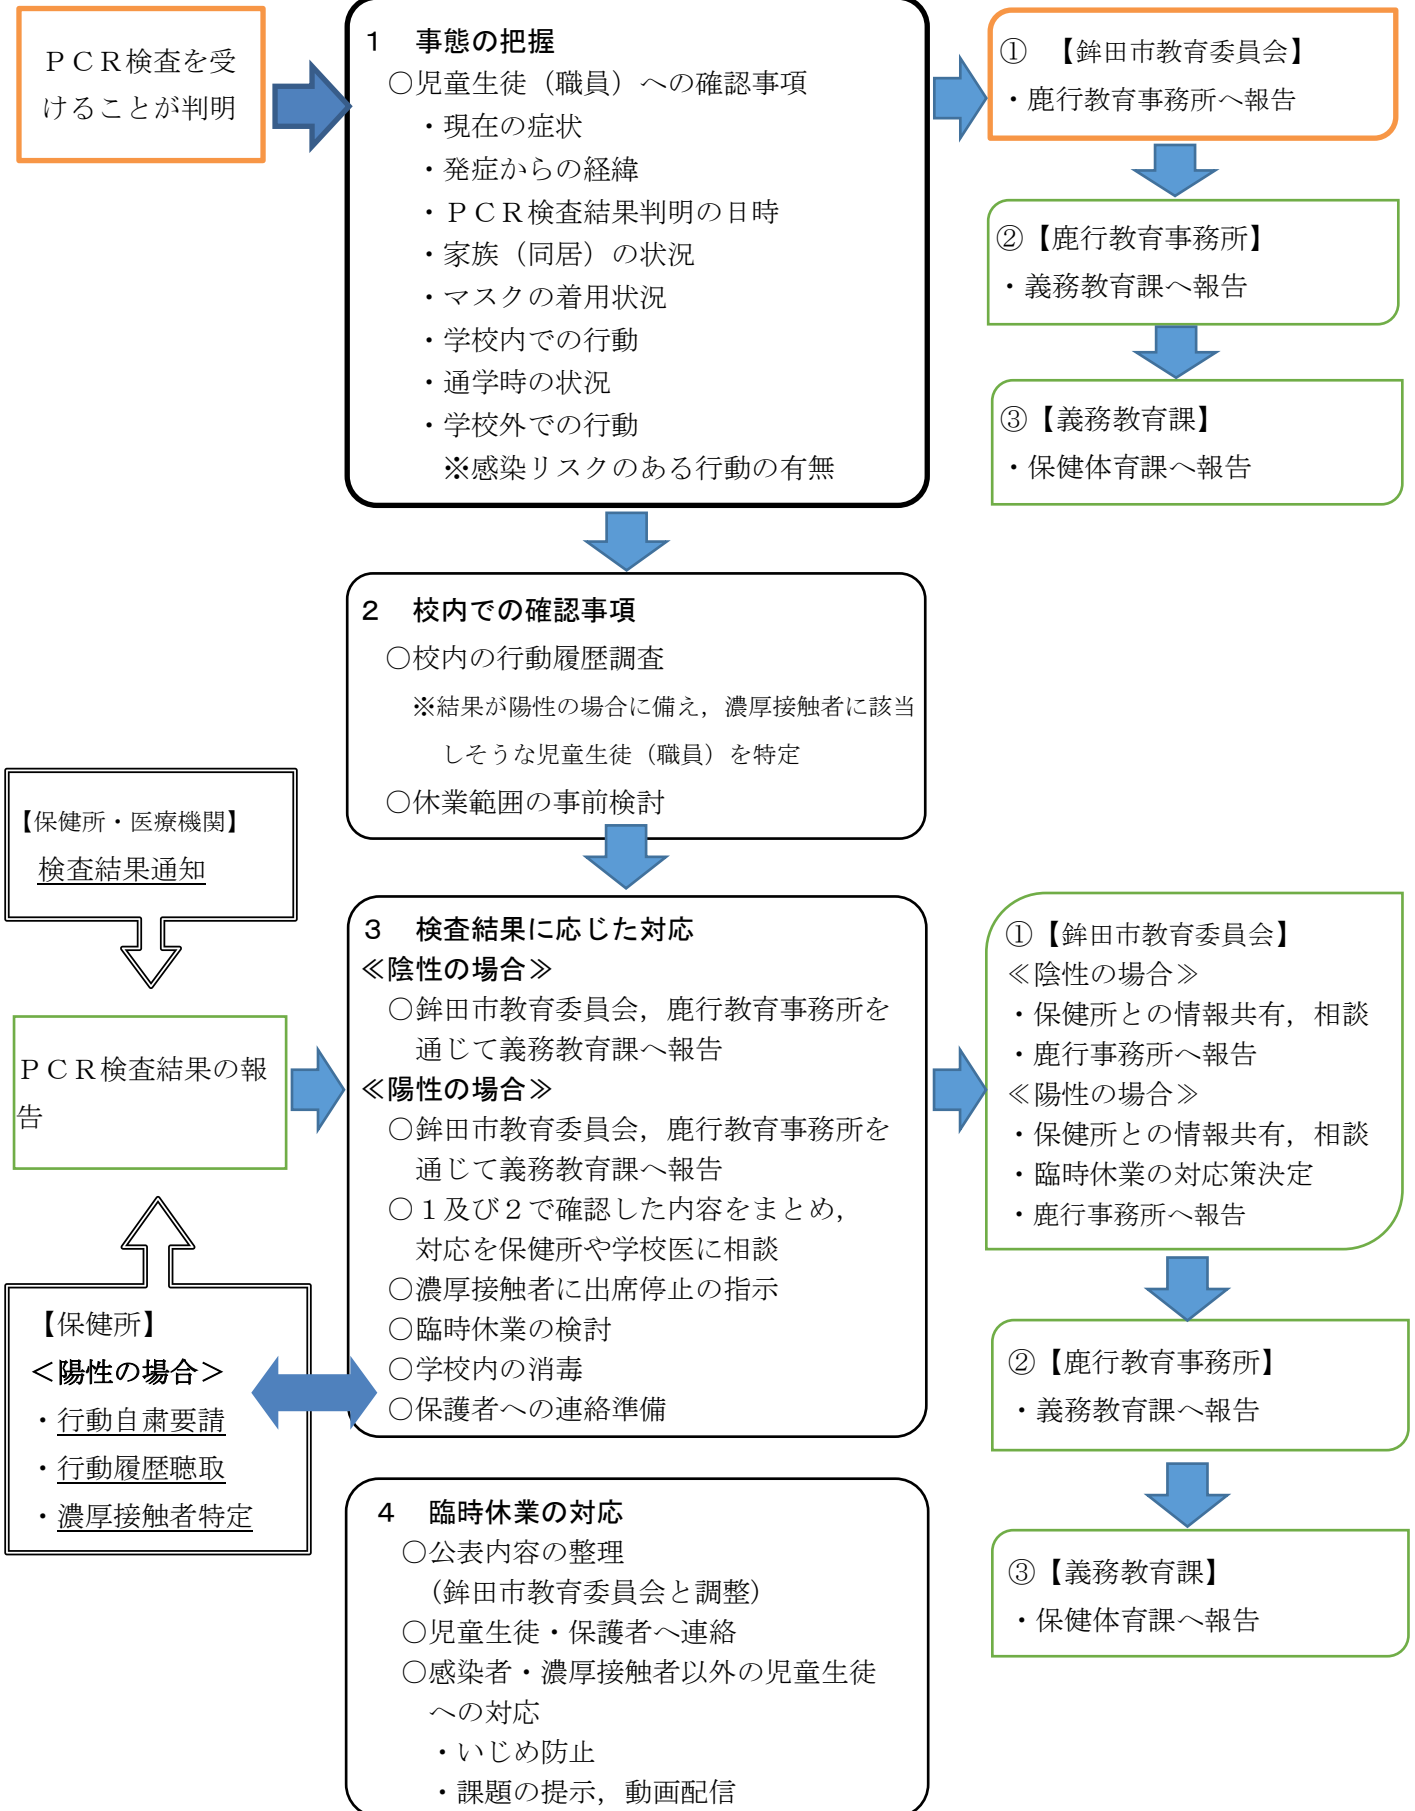 ＰＣＲ検査を受
けることが判明
１　事態の把握
○児童生徒（職員）への確認事項
・現在の症状
・発症からの経緯
・ＰＣＲ検査結果判明の日時
・家族（同居）の状況
・マスクの着用状況
・学校内での行動
・通学時の状況
・学校外での行動
※感染リスクのある行動の有無
①　【鉾田市教育委員会】
・鹿行教育事務所へ報告
②【鹿行教育事務所】
・義務教育課へ報告
③【義務教育課】
・保健体育課へ報告
２　校内での確認事項
○校内の行動履歴調査
※結果が陽性の場合に備え，濃厚接触者に該当
しそうな児童生徒（職員）を特定
○休業範囲の事前検討
【保健所・医療機関】
検査結果通知
ＰＣＲ検査結果の報
告
【保健所】
＜陽性の場合＞
・行動自粛要請
・行動履歴聴取
・濃厚接触者特定
３　検査結果に応じた対応
≪陰性の場合≫
○鉾田市教育委員会，鹿行教育事務所を
通じて義務教育課へ報告
≪陽性の場合≫
○鉾田市教育委員会，鹿行教育事務所を
通じて義務教育課へ報告
○１及び２で確認した内容をまとめ，
対応を保健所や学校医に相談
○濃厚接触者に出席停止の指示
○臨時休業の検討
○学校内の消毒
○保護者への連絡準備
①【鉾田市教育委員会】
≪陰性の場合≫
・保健所との情報共有，相談
・鹿行事務所へ報告
≪陽性の場合≫
・保健所との情報共有，相談
・臨時休業の対応策決定
・鹿行事務所へ報告
②【鹿行教育事務所】
・義務教育課へ報告
③【義務教育課】
・保健体育課へ報告
４　臨時休業の対応
○公表内容の整理
（鉾田市教育委員会と調整）
○児童生徒・保護者へ連絡
○感染者・濃厚接触者以外の児童生徒
への対応
・いじめ防止
・課題の提示，動画配信